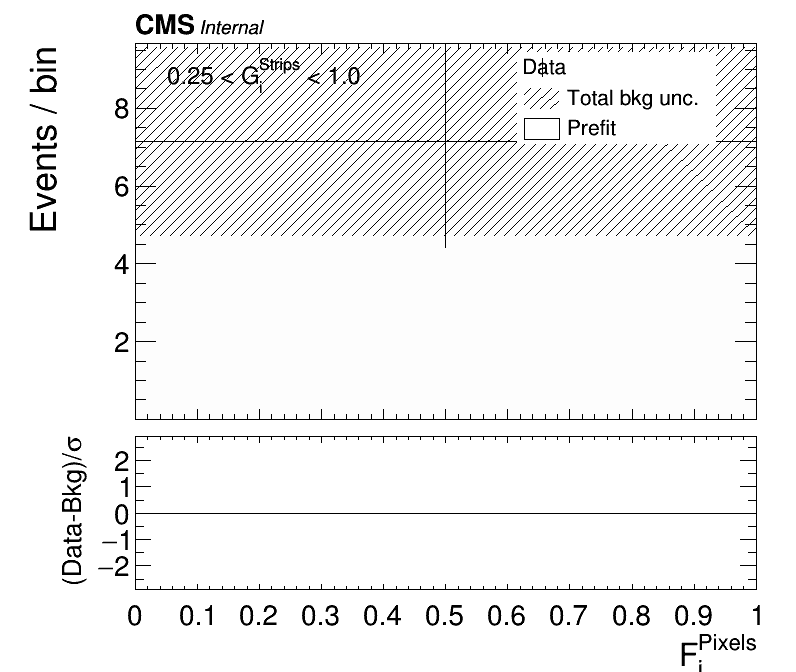 CMS Internal
Events / bin
0.25 < G_i^Strips < 1.0
Data
Total bkg unc.
Prefit
8
6
4
2
(Data-Bkg)/σ
2
1
0
−1
−2
0 0.1 0.2 0.3 0.4 0.5 0.6 0.7 0.8 0.9 1
F_i^Pixels